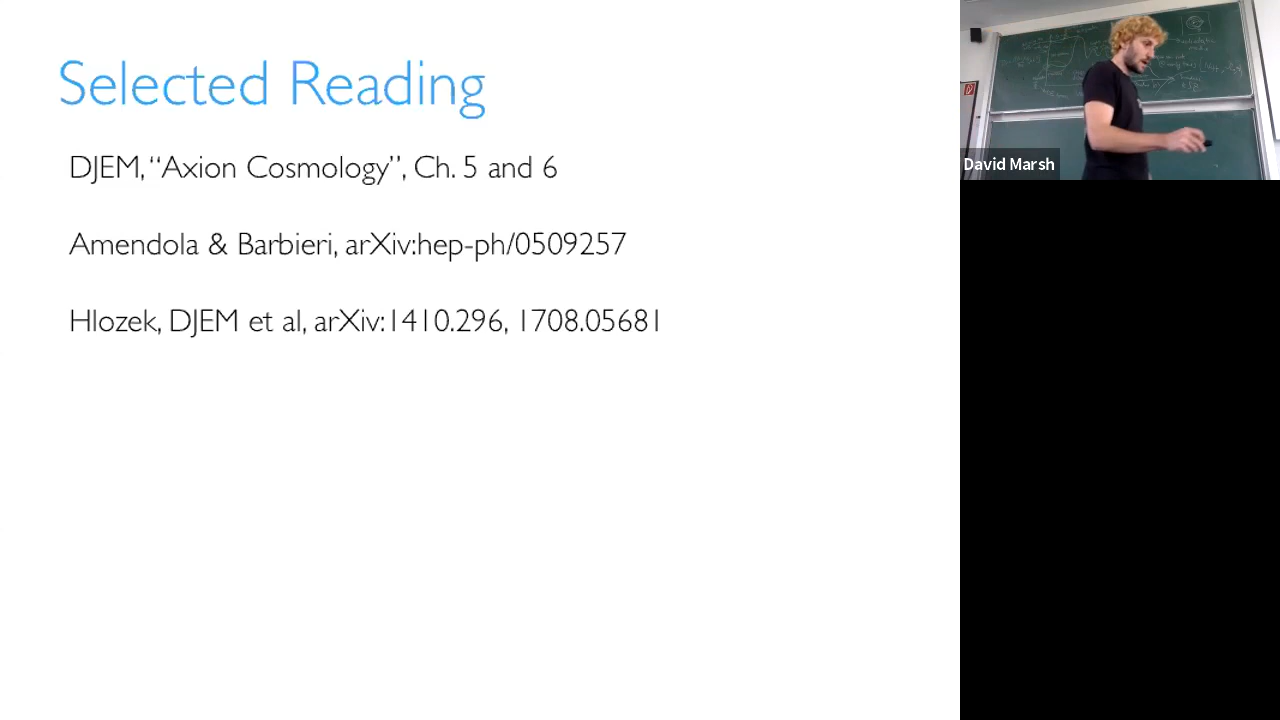 Selected Reading
DJEM, “Axion Cosmology”, Ch. 5 and 6
Amendola & Barbieri, arXiv:hep-ph/0509257
Hlozek, DJEM et al, arXiv:1410.296, 1708.05681
David Marsh